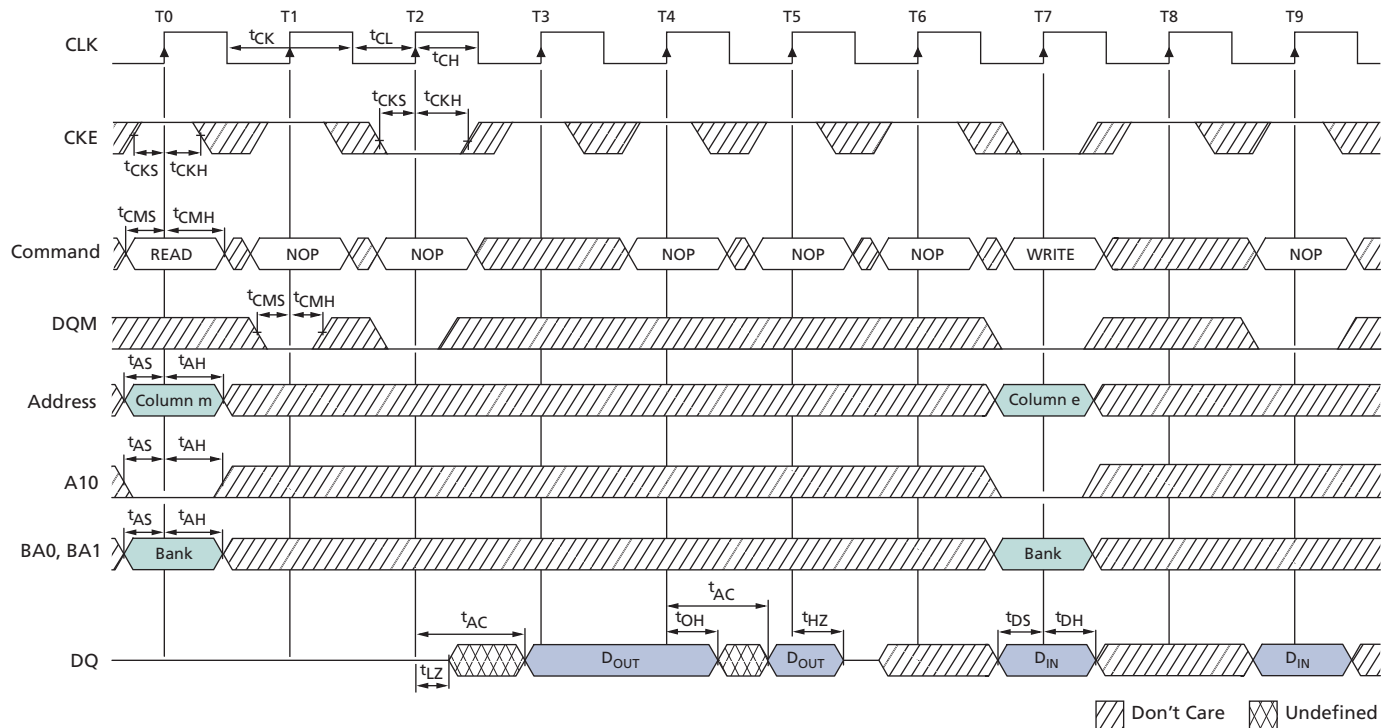 T0 T1 T2 T3 T4 T5 T6 T7 T8 T9
CLK
tCK tCL
tCH
tCKS tCKH
CKE
tCKS tCKH
tCMS tCMH
Command READ NOP NOP NOP NOP NOP WRITE NOP
tCMS tCMH
DQM
tAS tAH
Address Column m Column e
tAS tAH
A10
tAS tAH
BA0, BA1 Bank Bank
tAC
tAC tOH tHZ tDS tDH
DQ DOUT DOUT DIN DIN
tLZ
Don't Care Undefined